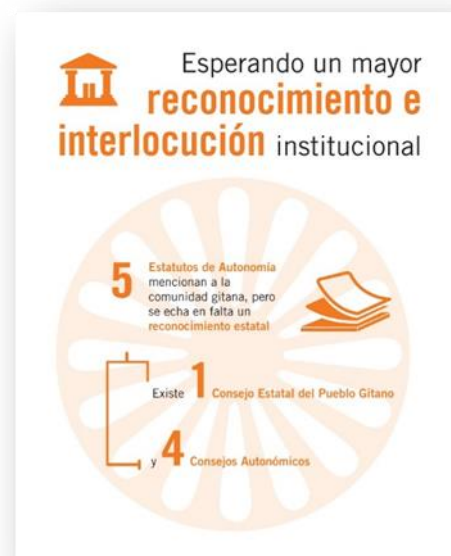 Esperando un mayor
reconocimiento e
interlocución institucional
5 Estatutos de Autonomía
mencionan a la
comunidad gitana, pero
se echa en falta un
reconocimiento estatal
Existe 1 Consejo Estatal del Pueblo Gitano
y 4 Consejos Autonómicos